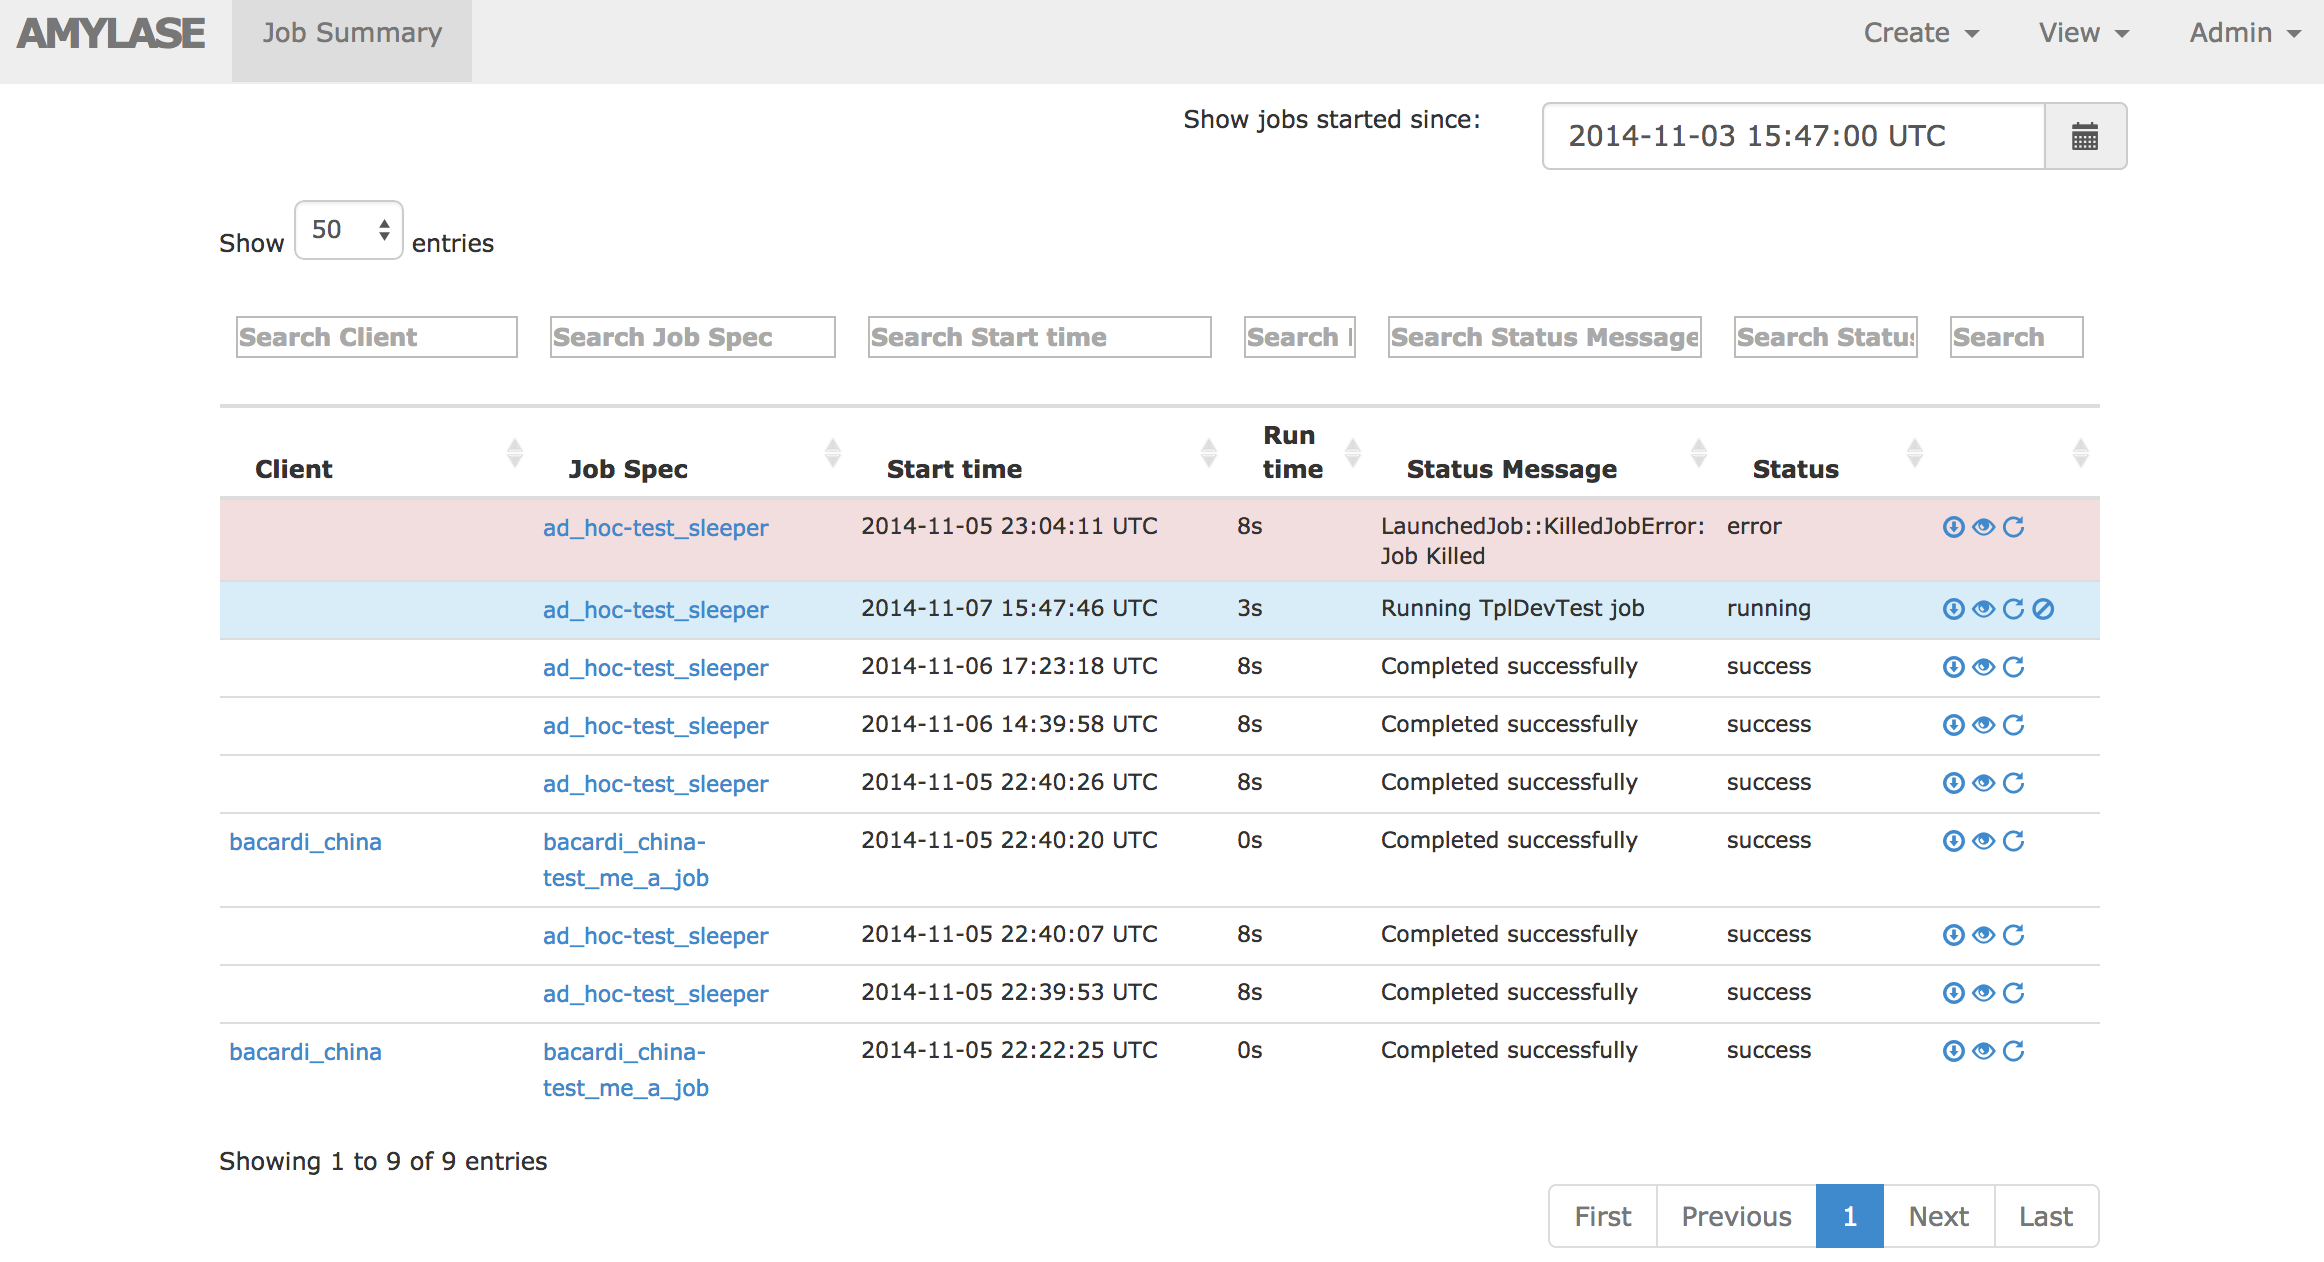 AMYLASE Job Summary Create View Admin
Show jobs started since: 2014-11-03 15:47:00 UTC
Show 50 entries
Search Client Search Job Spec Search Start time Search Search Status Message Search Status Search
Client Job Spec Start time Run time Status Message Status
ad_hoc-test_sleeper 2014-11-05 23:04:11 UTC 8s LaunchedJob::KilledJobError: error
Job Killed
ad_hoc-test_sleeper 2014-11-07 15:47:46 UTC 3s Running TplDevTest job running
ad_hoc-test_sleeper 2014-11-06 17:23:18 UTC 8s Completed successfully success
ad_hoc-test_sleeper 2014-11-06 14:39:58 UTC 8s Completed successfully success
ad_hoc-test_sleeper 2014-11-05 22:40:26 UTC 8s Completed successfully success
bacardi_china bacardi_china- 2014-11-05 22:40:20 UTC 0s Completed successfully success
test_me_a_job
ad_hoc-test_sleeper 2014-11-05 22:40:07 UTC 8s Completed successfully success
ad_hoc-test_sleeper 2014-11-05 22:39:53 UTC 8s Completed successfully success
bacardi_china bacardi_china- 2014-11-05 22:22:25 UTC 0s Completed successfully success
test_me_a_job
Showing 1 to 9 of 9 entries
First Previous 1 Next Last